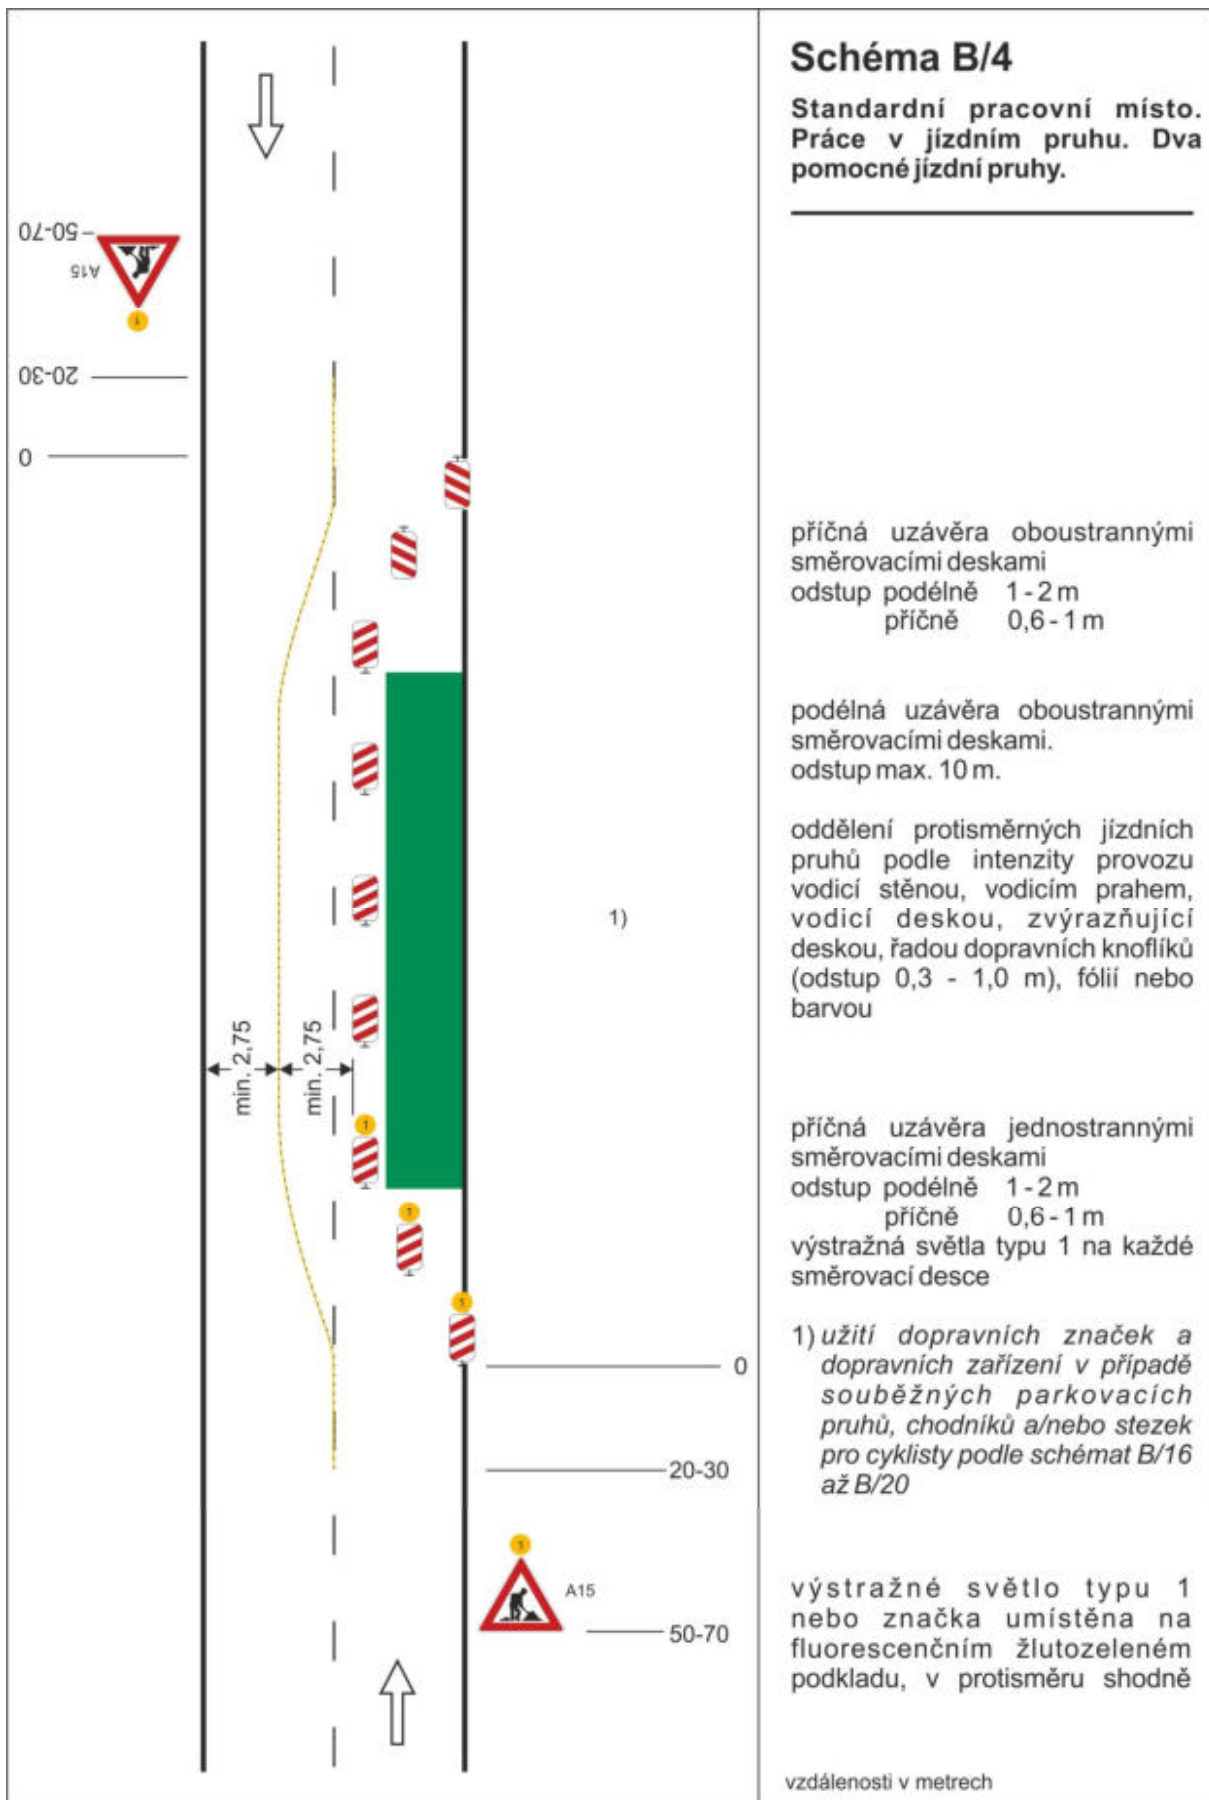 Schéma B/4
Standardní pracovní místo.
Práce v jízdním pruhu. Dva
pomocné jízdní pruhy.
50-70
A15
1
20-30
0
příčná uzávěra oboustrannými
směrovacími deskami
odstup podélně 1 - 2 m
příčně 0,6 - 1 m
podélná uzávěra oboustrannými
směrovacími deskami.
odstup max. 10 m.
oddělení protisměrných jízdních
pruhů podle intenzity provozu
vodicí stěnou, vodicím prahem,
vodicí deskou, zvýrazňující
deskou, řadou dopravních knoflíků
(odstup 0,3 - 1,0 m), fólií nebo
barvou
1)
min. 2,75
min. 2,75
1
příčná uzávěra jednostrannými
směrovacími deskami
odstup podélně 1 - 2 m
příčně 0,6 - 1 m
výstražná světla typu 1 na každé
směrovací desce
1
1
0
1) užití dopravních značek a
dopravních zařízení v případě
souběžných parkovacích
pruhů, chodníků a/nebo stezek
pro cyklisty podle schémat B/16
až B/20
20-30
1
A15
50-70
výstražné světlo typu 1
nebo značka umístěna na
fluorescenčním žlutozeleném
podkladu, v protisměru shodně
vzdálenosti v metrech